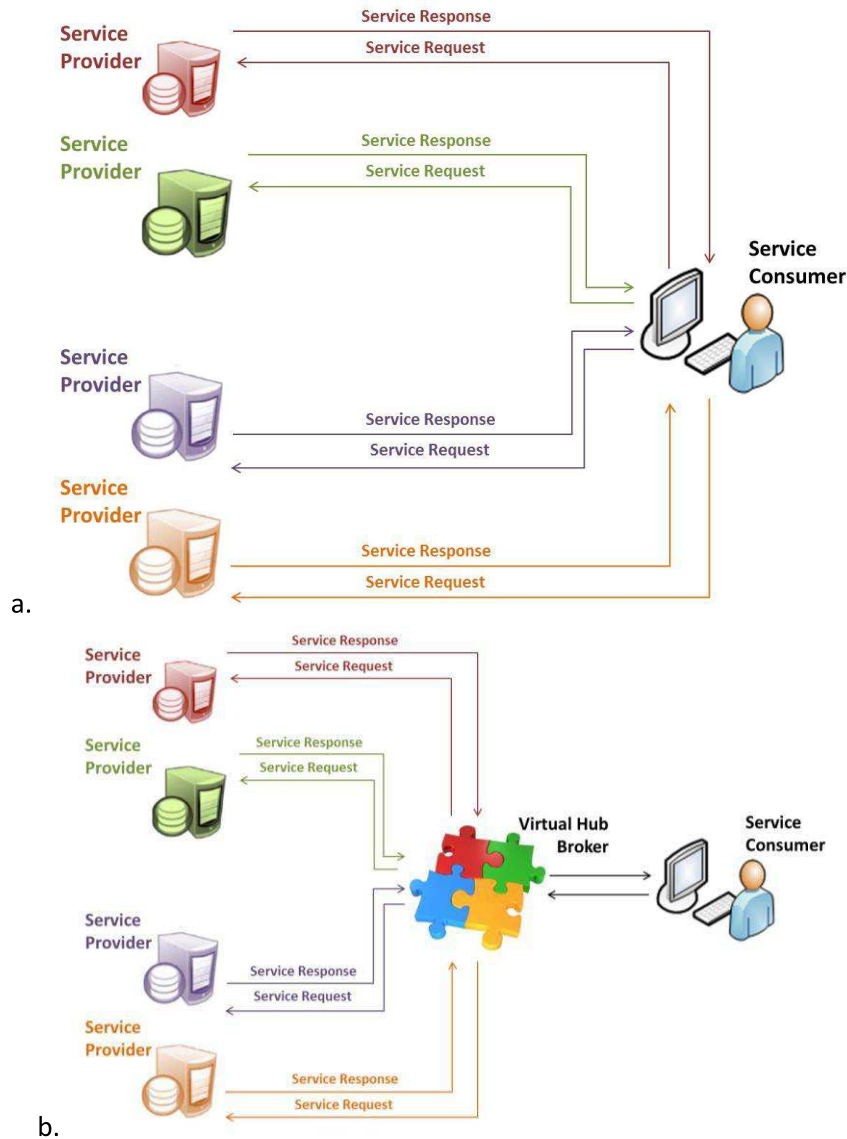 Service Response
Service
Provider
Service Request
Service
Provider
Service Response
Service Request
Service
Consumer
Service
Provider
Service Response
Service Request
Service
Provider
Service Response
Service Request
a.
Service Response
Service
Provider
Service Request
Service
Provider
Service Response
Service Request
Virtual Hub
Broker
Service
Consumer
Service
Provider
Service Response
Service Request
Service
Provider
Service Response
Service Request
b.